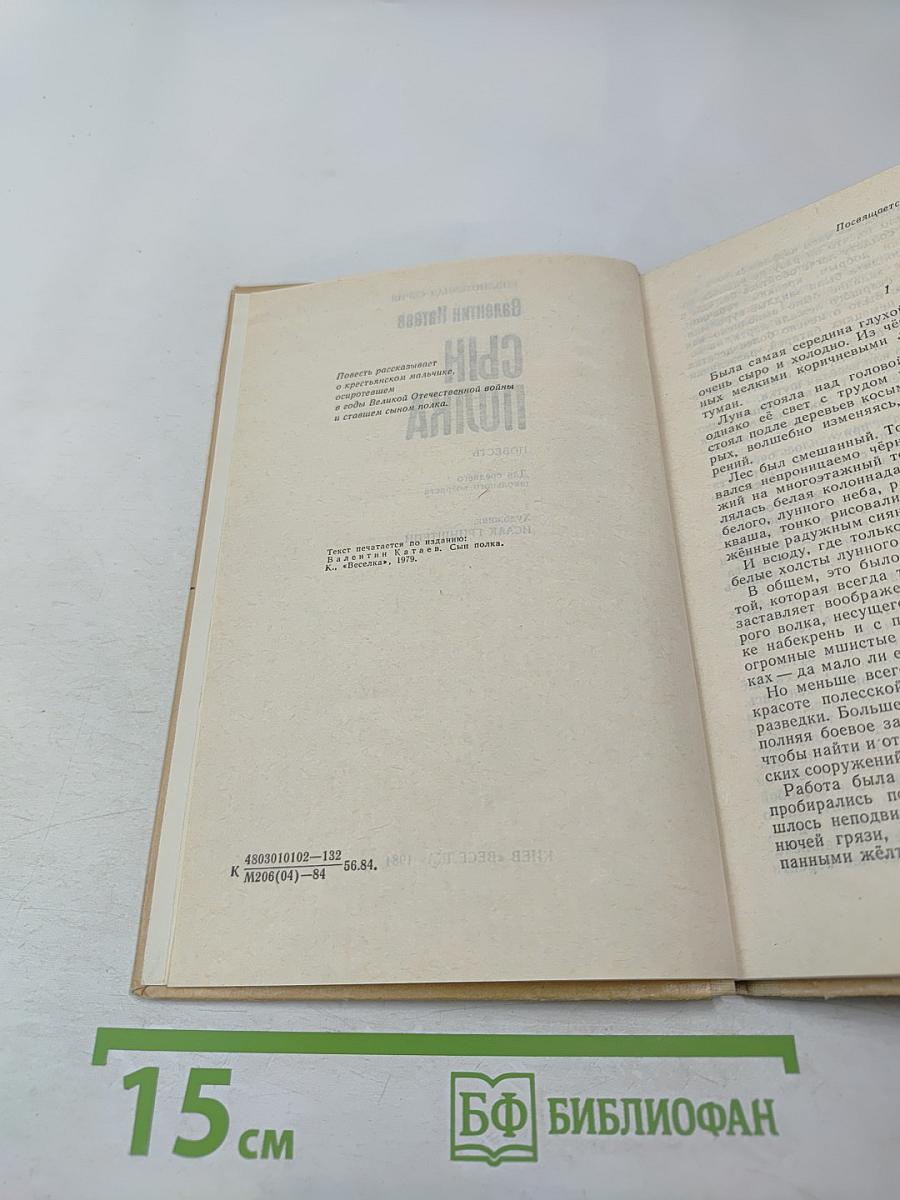 Повесть рассказывает
о крестьянском мальчике,
осиротевшем
в годы Великой Отечественной войны
и ставшем сыном полка.
Текст печатается по изданию:
Валентин Катаев. Сын полка.
К., «Веселка», 1979.
К 4803010102—132
М206(04)—84
56.84.
1
Была самая середина глухой
очень сыро и холодно. Из
ных мелкими коричневыми
туман.
Луна стояла над головой
однако её свет с трудом
стоял подле деревьев косым
рых, волшебно изменяясь,
рений.
Лес был смешанный. То
вался непроницаемо чёрн
жий на многоэтажный те
лялась белая колоннада
белого, лунного неба, р
кваша, тонко рисовали
жённые радужным сиян
И всюду, где только
белые холсты лунного
В общем, это было
той, которая всегда т
заставляет воображе
рого волка, несущего
ке набекрень и с п
огромные мшистые
ках — да мало ли е
Но меньше всего
красоте полесской
разведки. Больше
полняя боевое за
чтобы найти и от
ских сооружений
Работа была
пробирались по
шлось неподви
нючей грязи,
панными жёлт
15 см
БФ БИБЛИОФАН